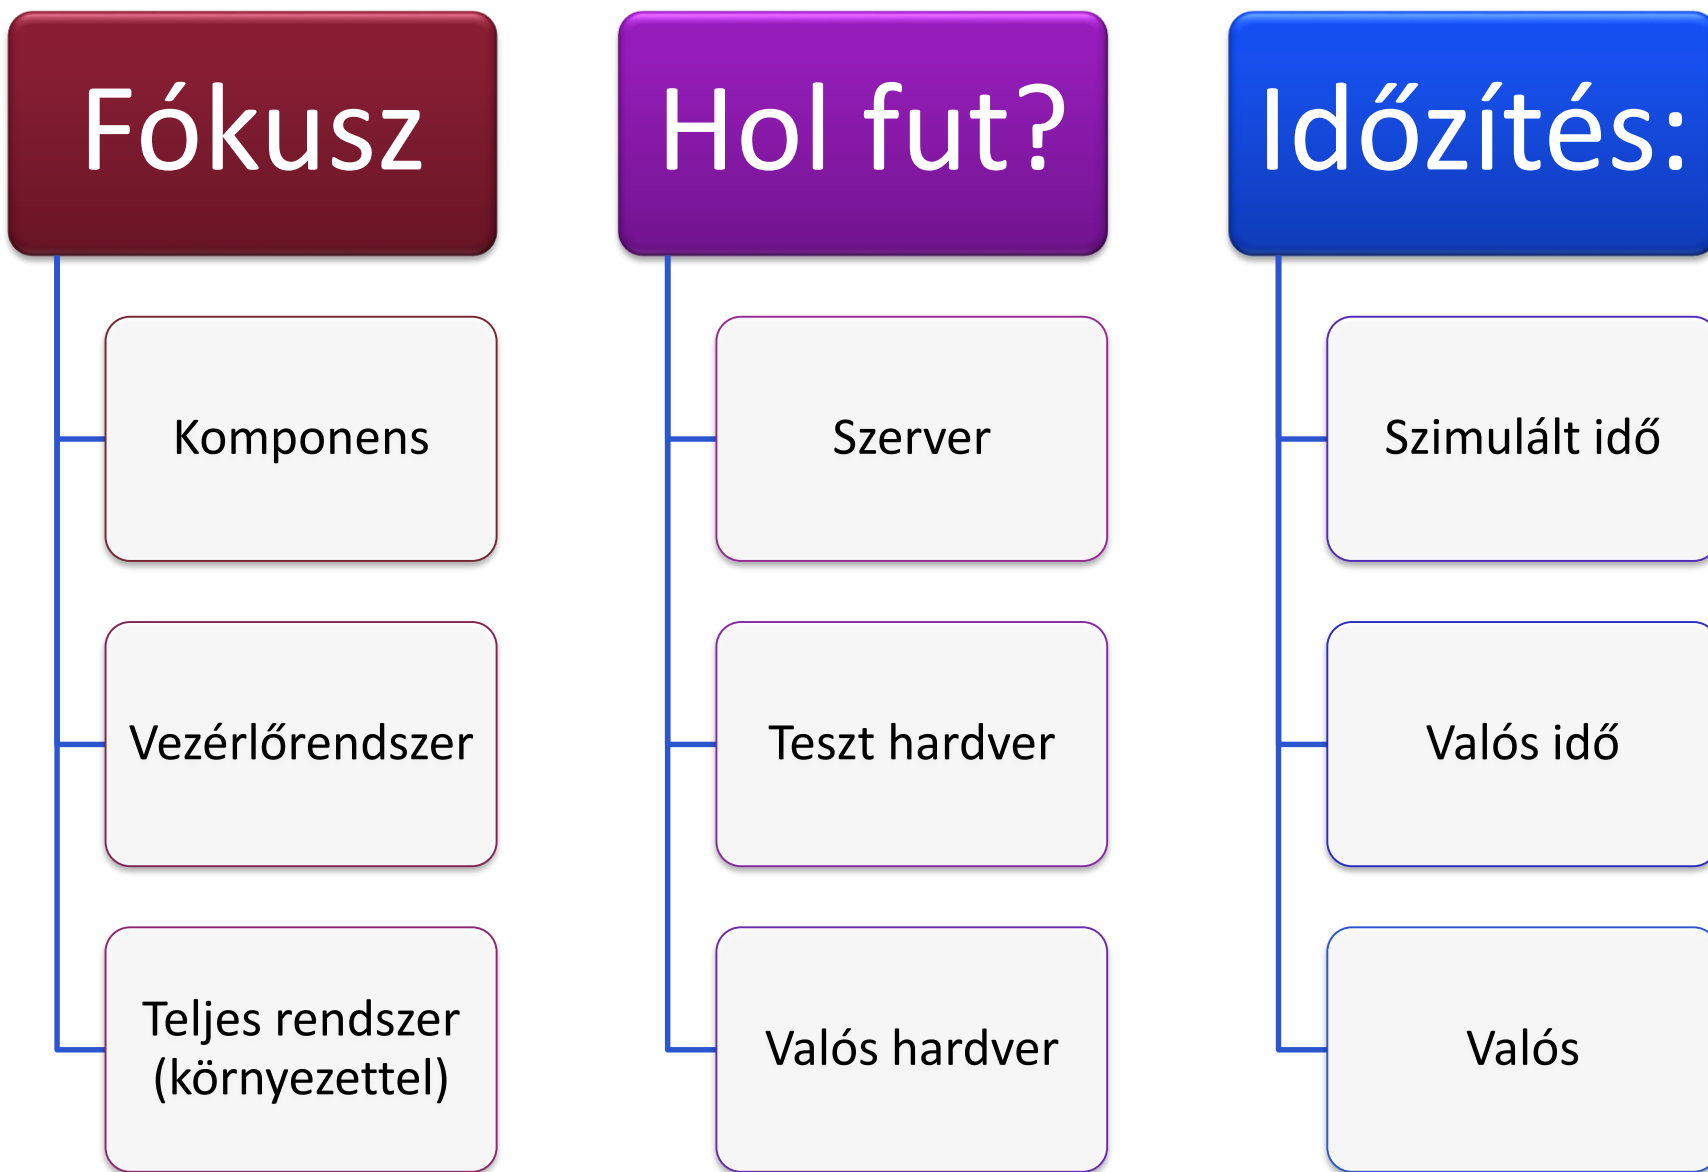 Fókusz
Komponens
Vezérlőrendszer
Teljes rendszer
(környezettel)
Hol fut?
Szerver
Teszt hardver
Valós hardver
Időzítés:
Szimulált idő
Valós idő
Valós